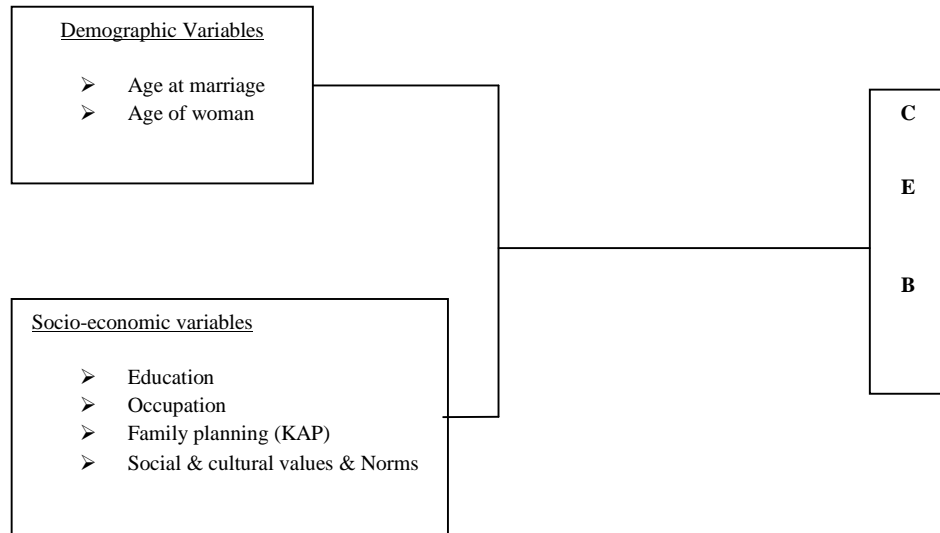 Demographic Variables
➢ Age at marriage
➢ Age of woman
Socio-economic variables
➢ Education
➢ Occupation
➢ Family planning (KAP)
➢ Social & cultural values & Norms
C
E
B